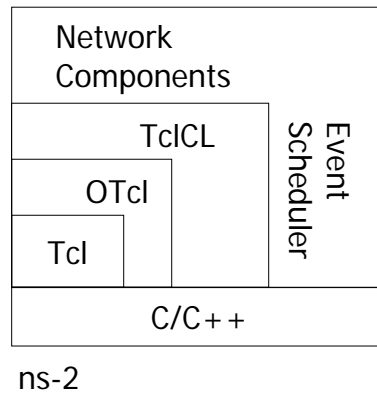 Network
Components
TclCL
Event
Scheduler
OTcl
Tcl
C/C++
ns-2